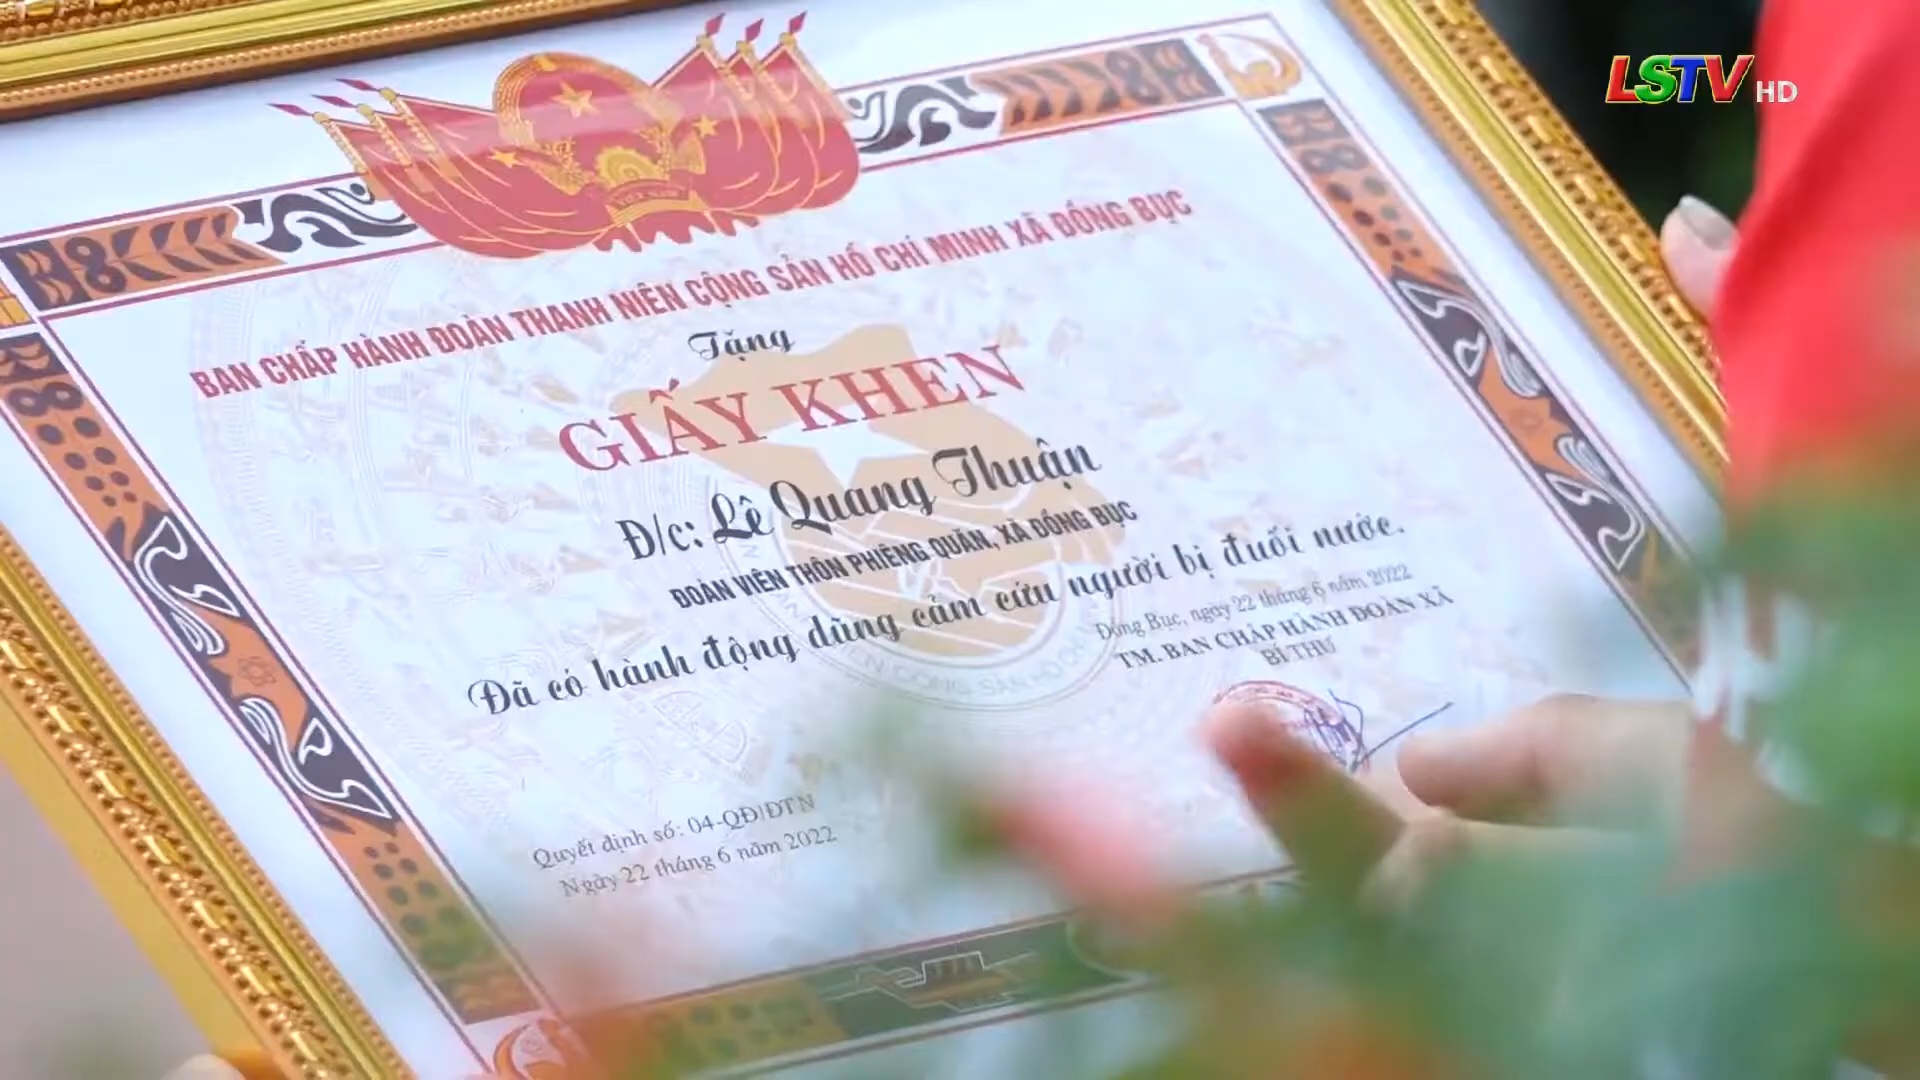 LSTV HD
VIỆT NAM
BAN CHẤP HÀNH ĐOÀN THANH NIÊN CỘNG SẢN HỒ CHÍ MINH XÃ ĐỒNG BỤC
Tặng
GIẤY KHEN
Đ/c: Lê Quang Thuận
ĐOÀN VIÊN THÔN PHIÊNG QUĂN, XÃ ĐỒNG BỤC
Đã có hành động dũng cảm cứu người bị đuối nước.
Đồng Bục, ngày 22 tháng 6 năm 2022
TM. BAN CHẤP HÀNH ĐOÀN XÃ
BÍ THƯ
Quyết định số: 04-QĐ/ĐTN
Ngày 22 tháng 6 năm 2022